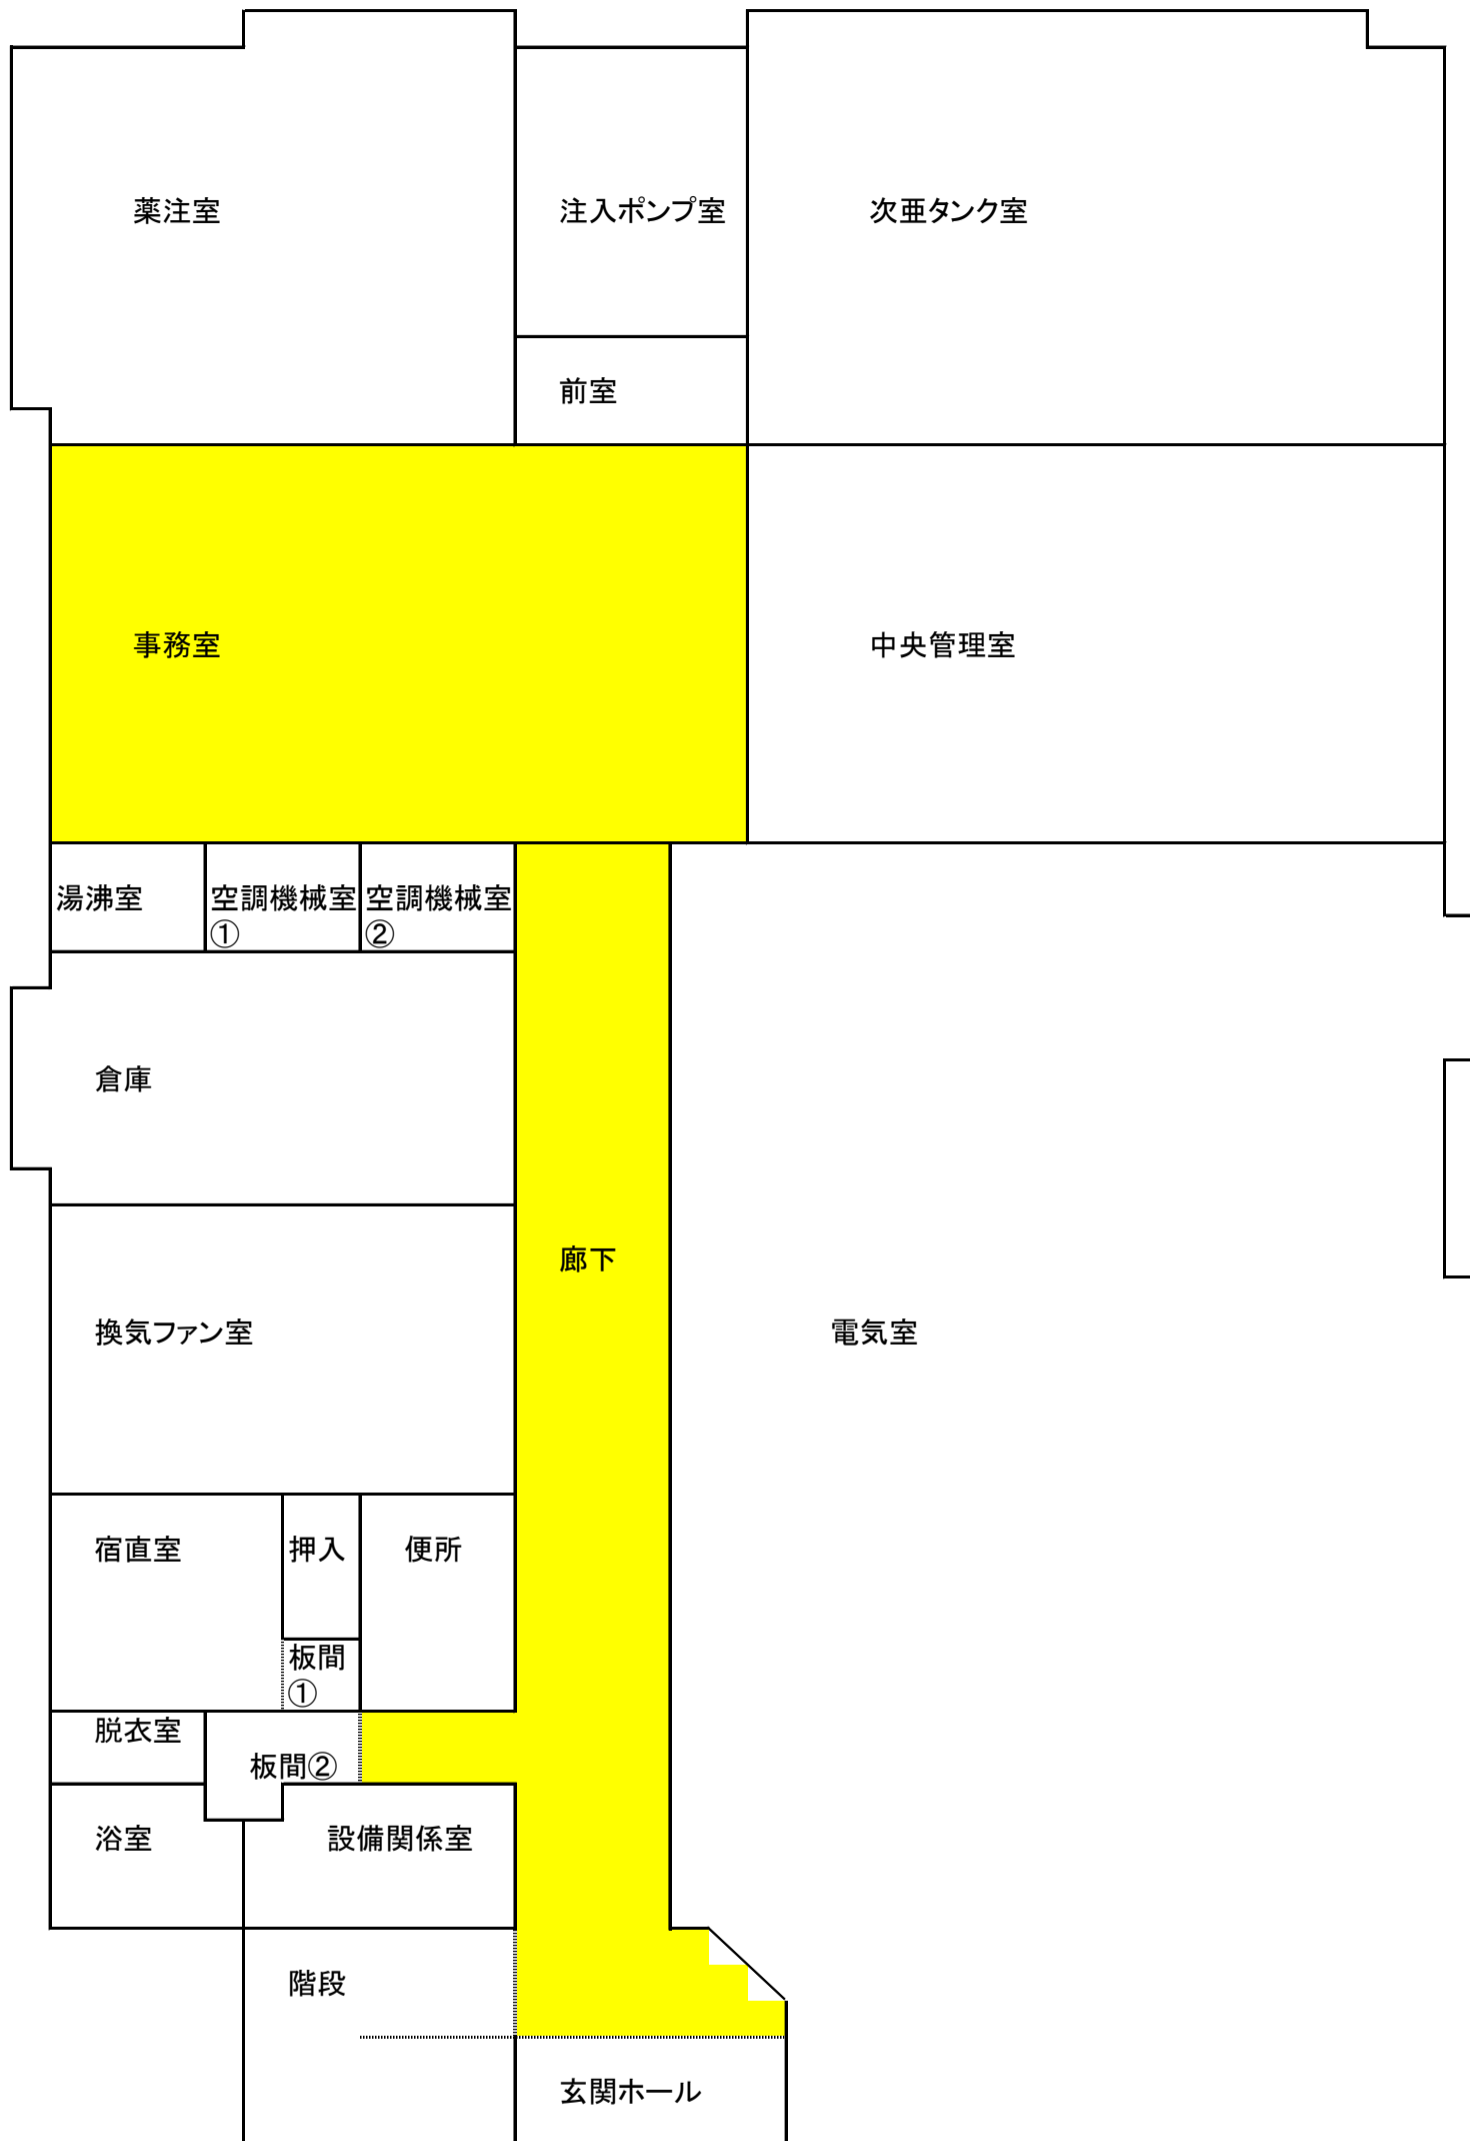 薬注室
注入ポンプ室
次亜タンク室
前室
事務室
中央管理室
湯沸室
空調機械室
①
空調機械室
②
倉庫
廊下
換気ファン室
電気室
宿直室
押入
便所
板間
①
脱衣室
板間②
浴室
設備関係室
階段
玄関ホール